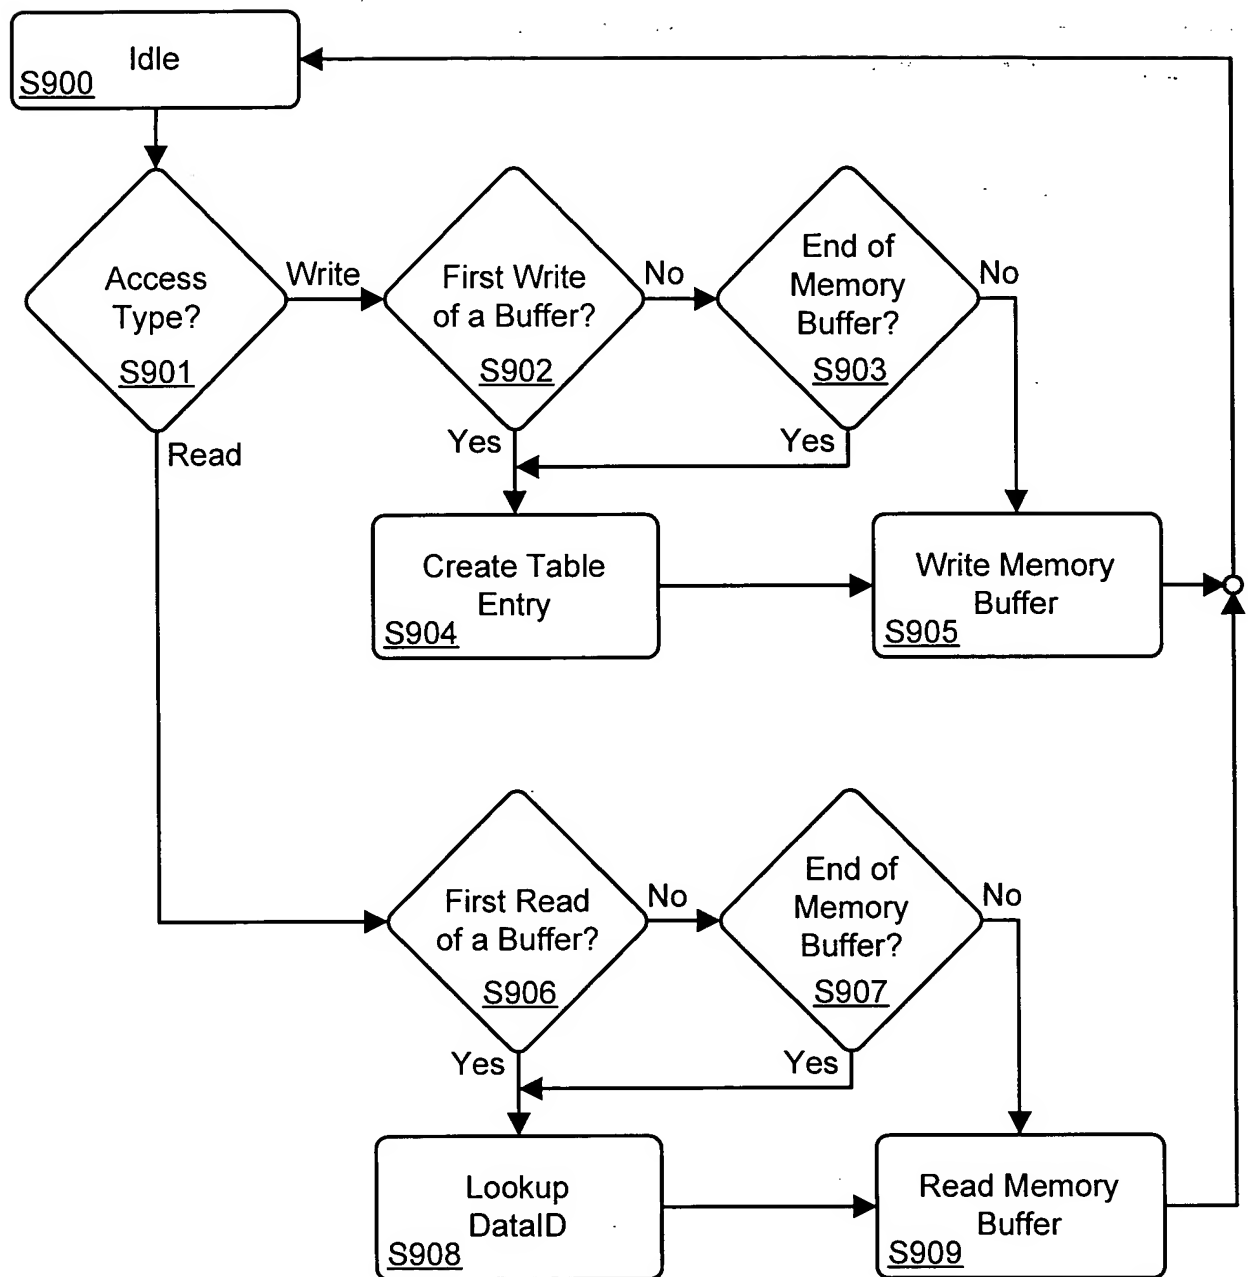 Idle
S900
Access
Type?
S901
Write
Read
First Write
of a Buffer?
S902
No
Yes
End of
Memory
Buffer?
S903
No
Yes
Create Table
Entry
S904
Write Memory
Buffer
S905
First Read
of a Buffer?
S906
No
Yes
End of
Memory
Buffer?
S907
No
Yes
Lookup
DataID
S908
Read Memory
Buffer
S909